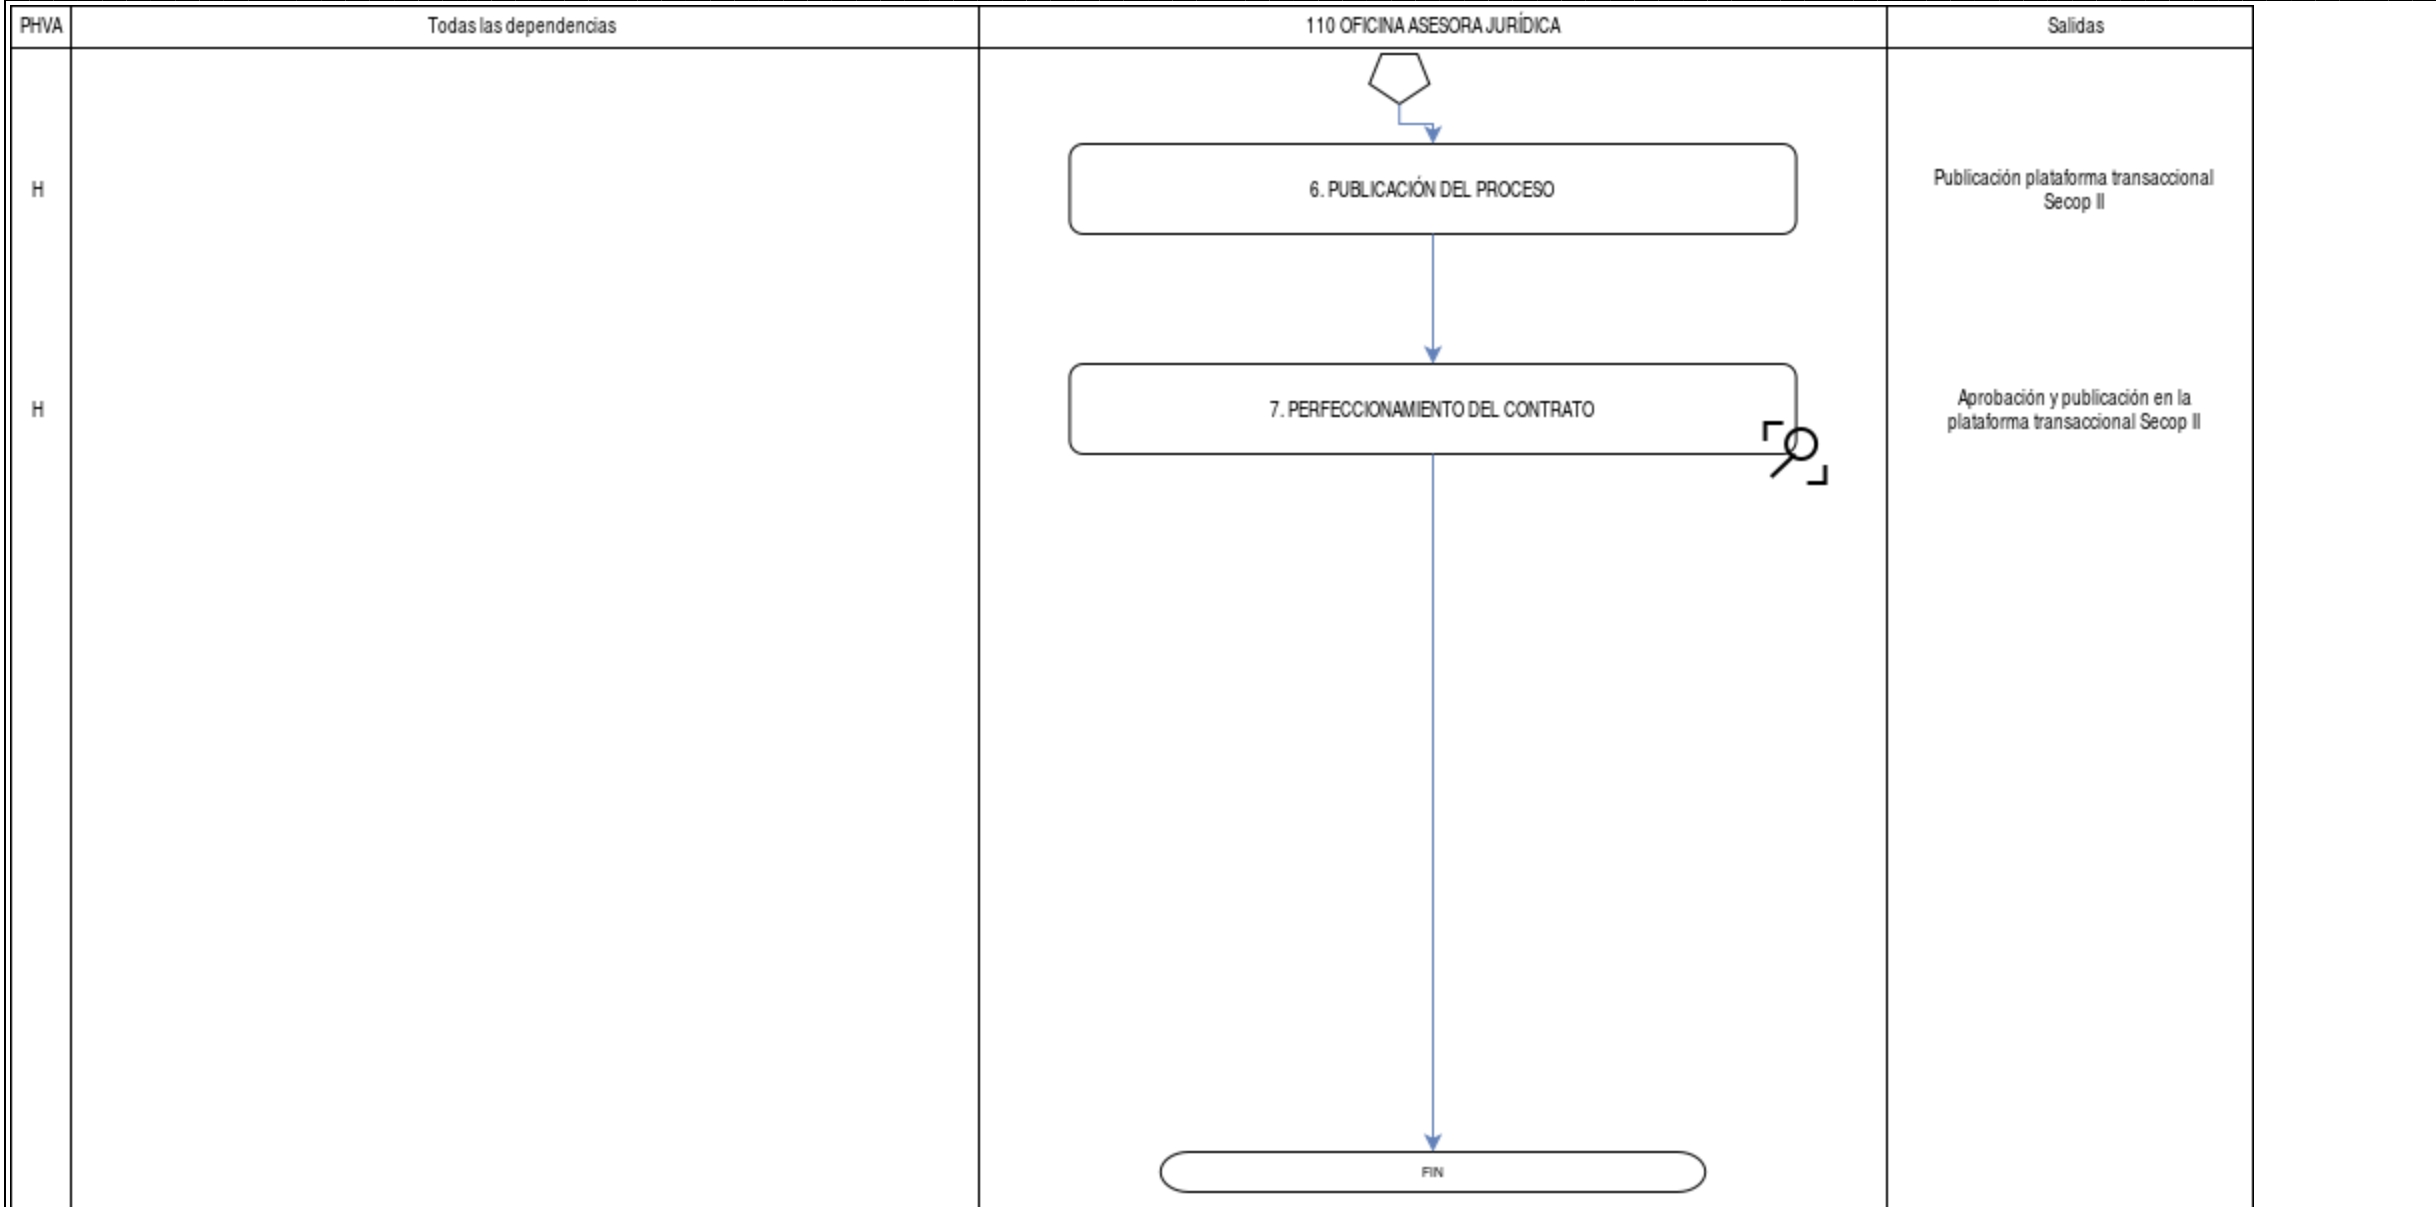 PHVA
Todas las dependencias
110 OFICINA ASESORA JURÍDICA
Salidas
H
6. PUBLICACIÓN DEL PROCESO
Publicación plataforma transaccional
Secop II
H
7. PERFECCIONAMIENTO DEL CONTRATO
Aprobación y publicación en la
plataforma transaccional Secop II
FIN